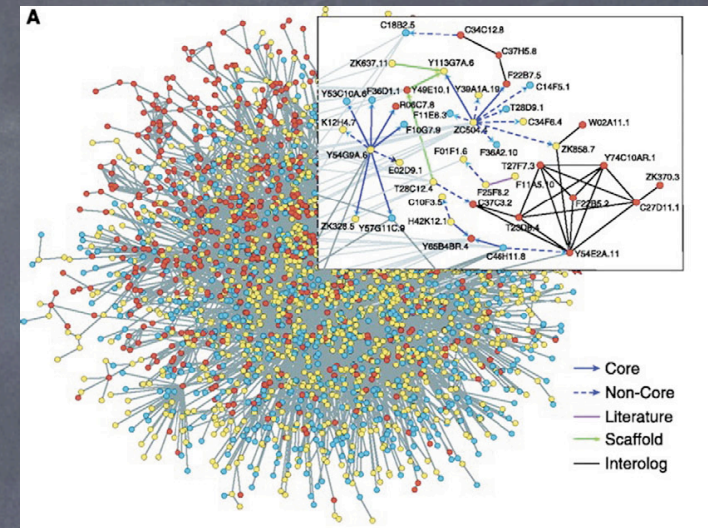 A
C18B2.5
C34C12.8
C37H5.8
ZK637.11
Y113G7A.6
F22B7.5
Y53C10A.6
F36D1.1
Y49E10.1
Y39A1A.19
C14F5.1
R06C7.8
T28D9.1
K12H4.7
F10G7.9
F11E6.3
ZC504.4
C34F6.4
W02A11.1
Y54G9A.6
F01F1.6
F36A2.10
ZK858.7
E02D9.1
T27F7.3
Y74C10AR.1
T28C12.4
F25F8.2
F11A5.10
ZK370.3
C10F3.5
C37C3.2
F22B5.2
C27D11.1
ZK328.5
Y57G11C.9
H42K12.1
T23D8.4
Y65B4BR.4
C46H11.8
Y54E2A.11
Core
Non-Core
Literature
Scaffold
Interolog